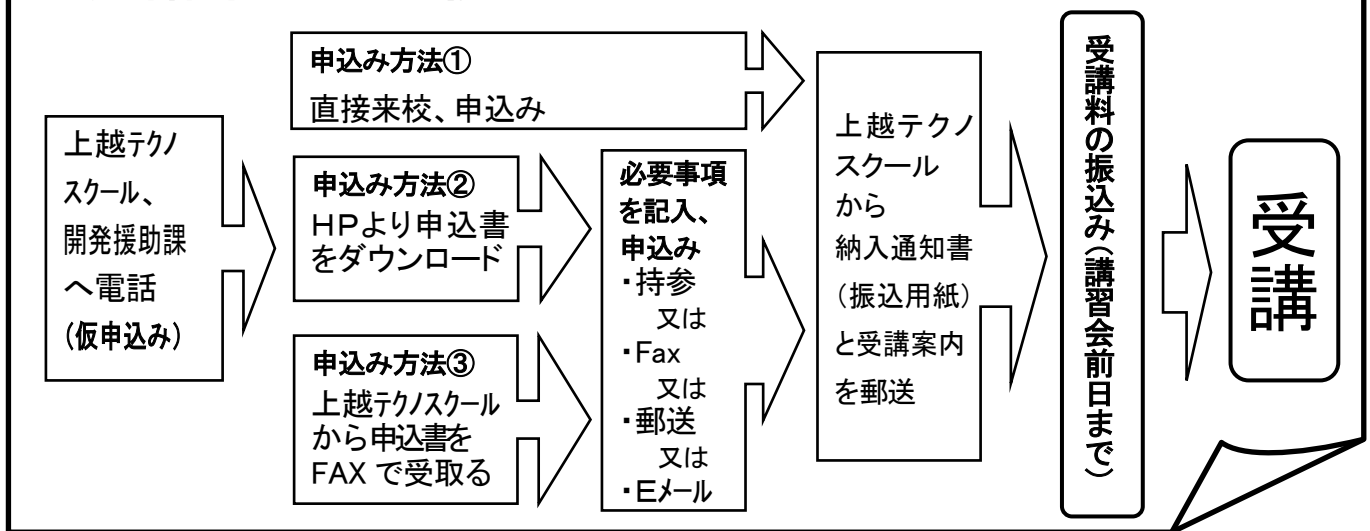 上越テクノ
スクール、
開発援助課
へ電話
(仮申込み)
申込み方法①
直接来校、申込み
申込み方法②
HPより申込書
をダウンロード
申込み方法③
上越テクノスクール
から申込書を
FAX で受取る
必要事項
を記入、
申込み
・持参
又は
・Fax
又は
・郵送
又は
・Eメール
上越テクノ
スクール
から
納入通知書
(振込用紙)
と受講案内
を郵送
受講料の振込み(講習会前日まで)
受講